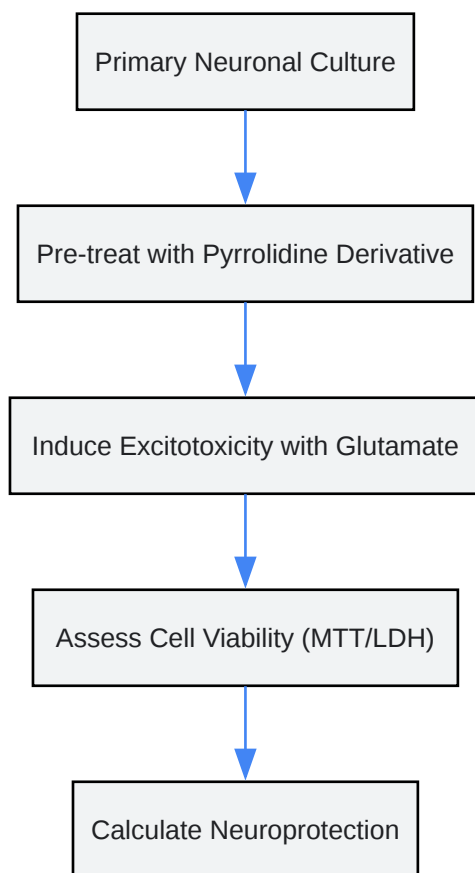 Primary Neuronal Culture
Pre-treat with Pyrrolidine Derivative
Induce Excitotoxicity with Glutamate
Assess Cell Viability (MTT/LDH)
Calculate Neuroprotection